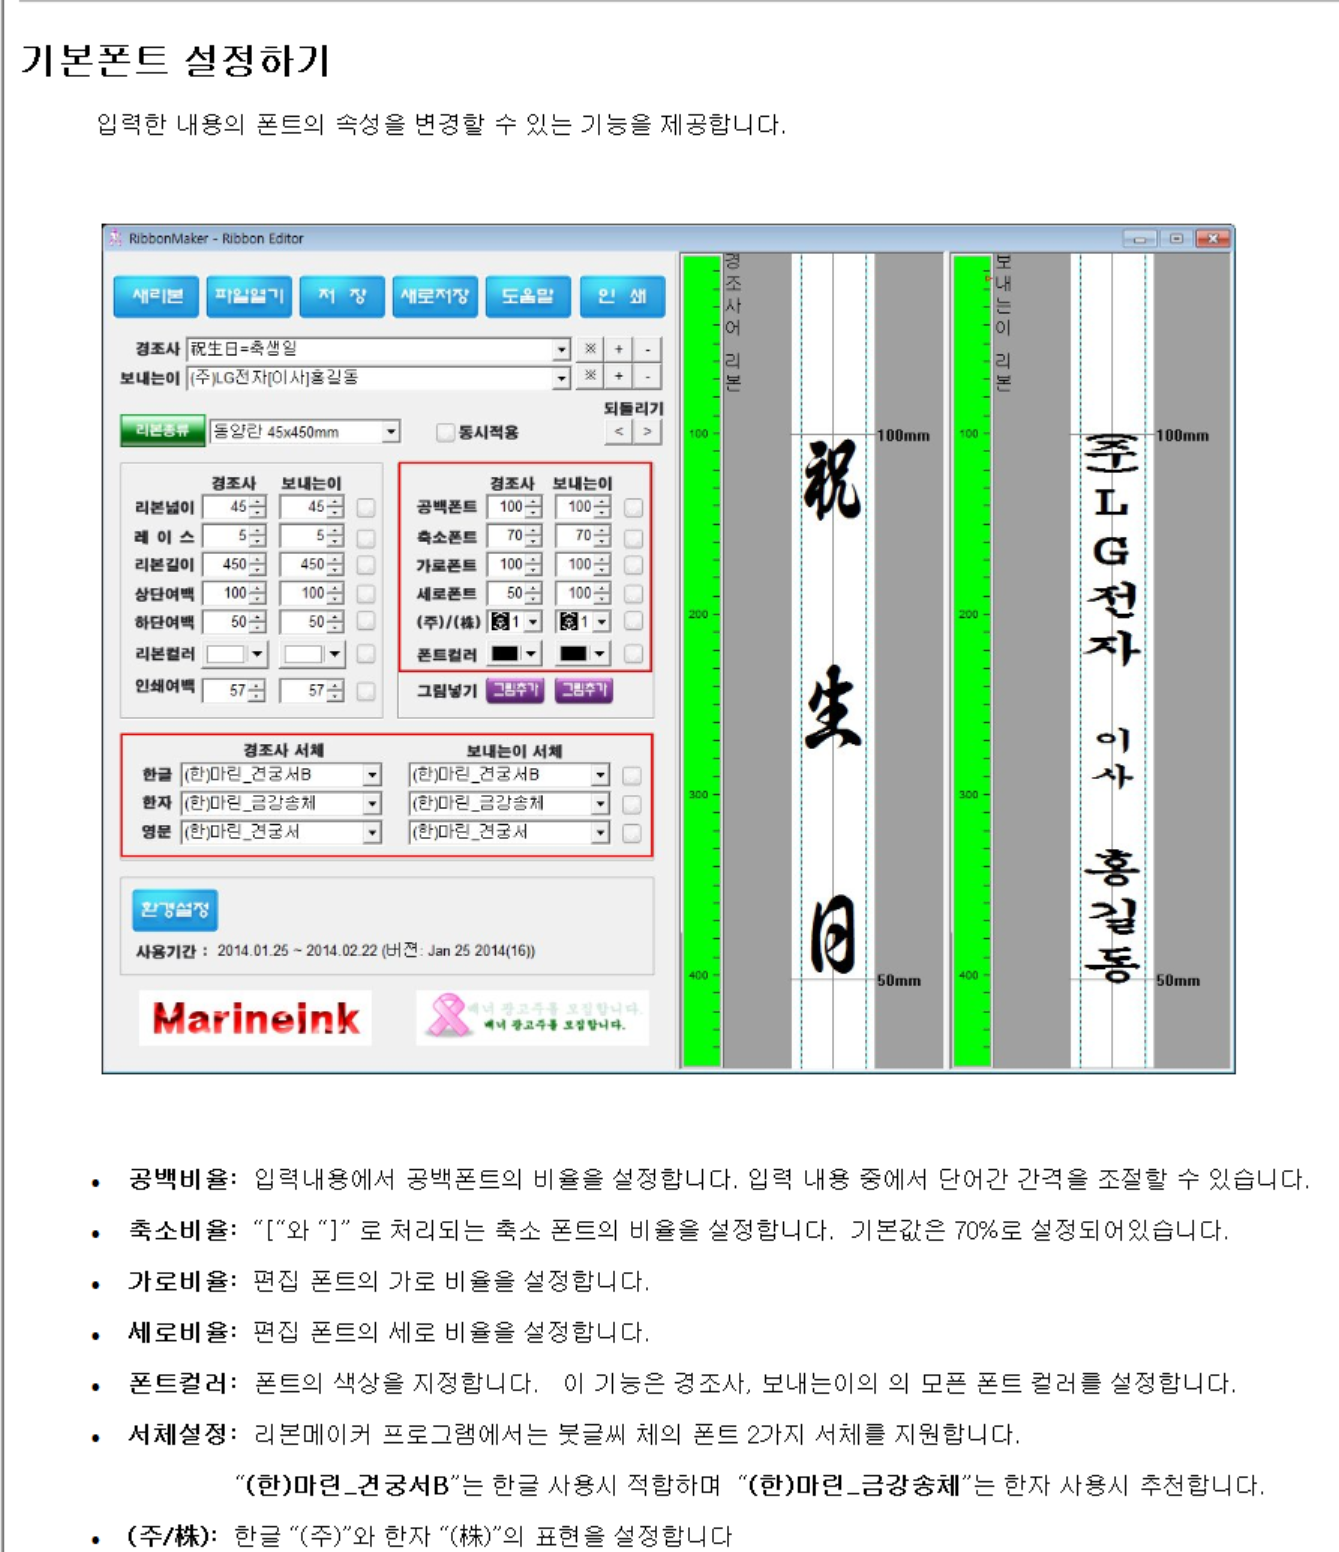 기본폰트 설정하기
입력한 내용의 폰트의 속성을 변경할 수 있는 기능을 제공합니다.
RibbonMaker - Ribbon Editor
새리본 파일열기 저 장 새로저장 도움말 인 쇄
경조사 祝生日=축생일 ※ + -
보내는이 (주)LG전자[이사]홍길동 ※ + -
되돌리기
리본종류 동양란 45x450mm 동시적용 < >
경조사 보내는이
리본넓이 45 45
레 이 스 5 5
리본길이 450 450
상단여백 100 100
하단여백 50 50
리본컬러
인쇄여백 57 57
경조사 보내는이
공백폰트 100 100
축소폰트 70 70
가로폰트 100 100
세로폰트 50 100
(주)/(株) 1 1
폰트컬러
그림넣기 그림추가 그림추가
경조사 서체 보내는이 서체
한글 (한)마린_견궁서B (한)마린_견궁서B
한자 (한)마린_금강송체 (한)마린_금강송체
영문 (한)마린_견궁서 (한)마린_견궁서
환경설정
사용기간 : 2014.01.25 ~ 2014.02.22 (버젼: Jan 25 2014(16))
Marineink
배너 광고주를 모집합니다.
배너 광고주를 모집합니다.
경조사어 리본
100
200
300
400
100mm
祝生日
50mm
보내는이 리본
100
200
300
400
100mm
(주)LG전자 이사 홍길동
50mm
• 공백비율: 입력내용에서 공백폰트의 비율을 설정합니다. 입력 내용 중에서 단어간 간격을 조절할 수 있습니다.
• 축소비율: “[“와 “]” 로 처리되는 축소 폰트의 비율을 설정합니다. 기본값은 70%로 설정되어있습니다.
• 가로비율: 편집 폰트의 가로 비율을 설정합니다.
• 세로비율: 편집 폰트의 세로 비율을 설정합니다.
• 폰트컬러: 폰트의 색상을 지정합니다. 이 기능은 경조사, 보내는이의 의 모픈 폰트 컬러를 설정합니다.
• 서체설정: 리본메이커 프로그램에서는 붓글씨 체의 폰트 2가지 서체를 지원합니다.
“(한)마린_견궁서B”는 한글 사용시 적합하며 “(한)마린_금강송체”는 한자 사용시 추천합니다.
• (주/株): 한글 “(주)”와 한자 “(株)”의 표현을 설정합니다